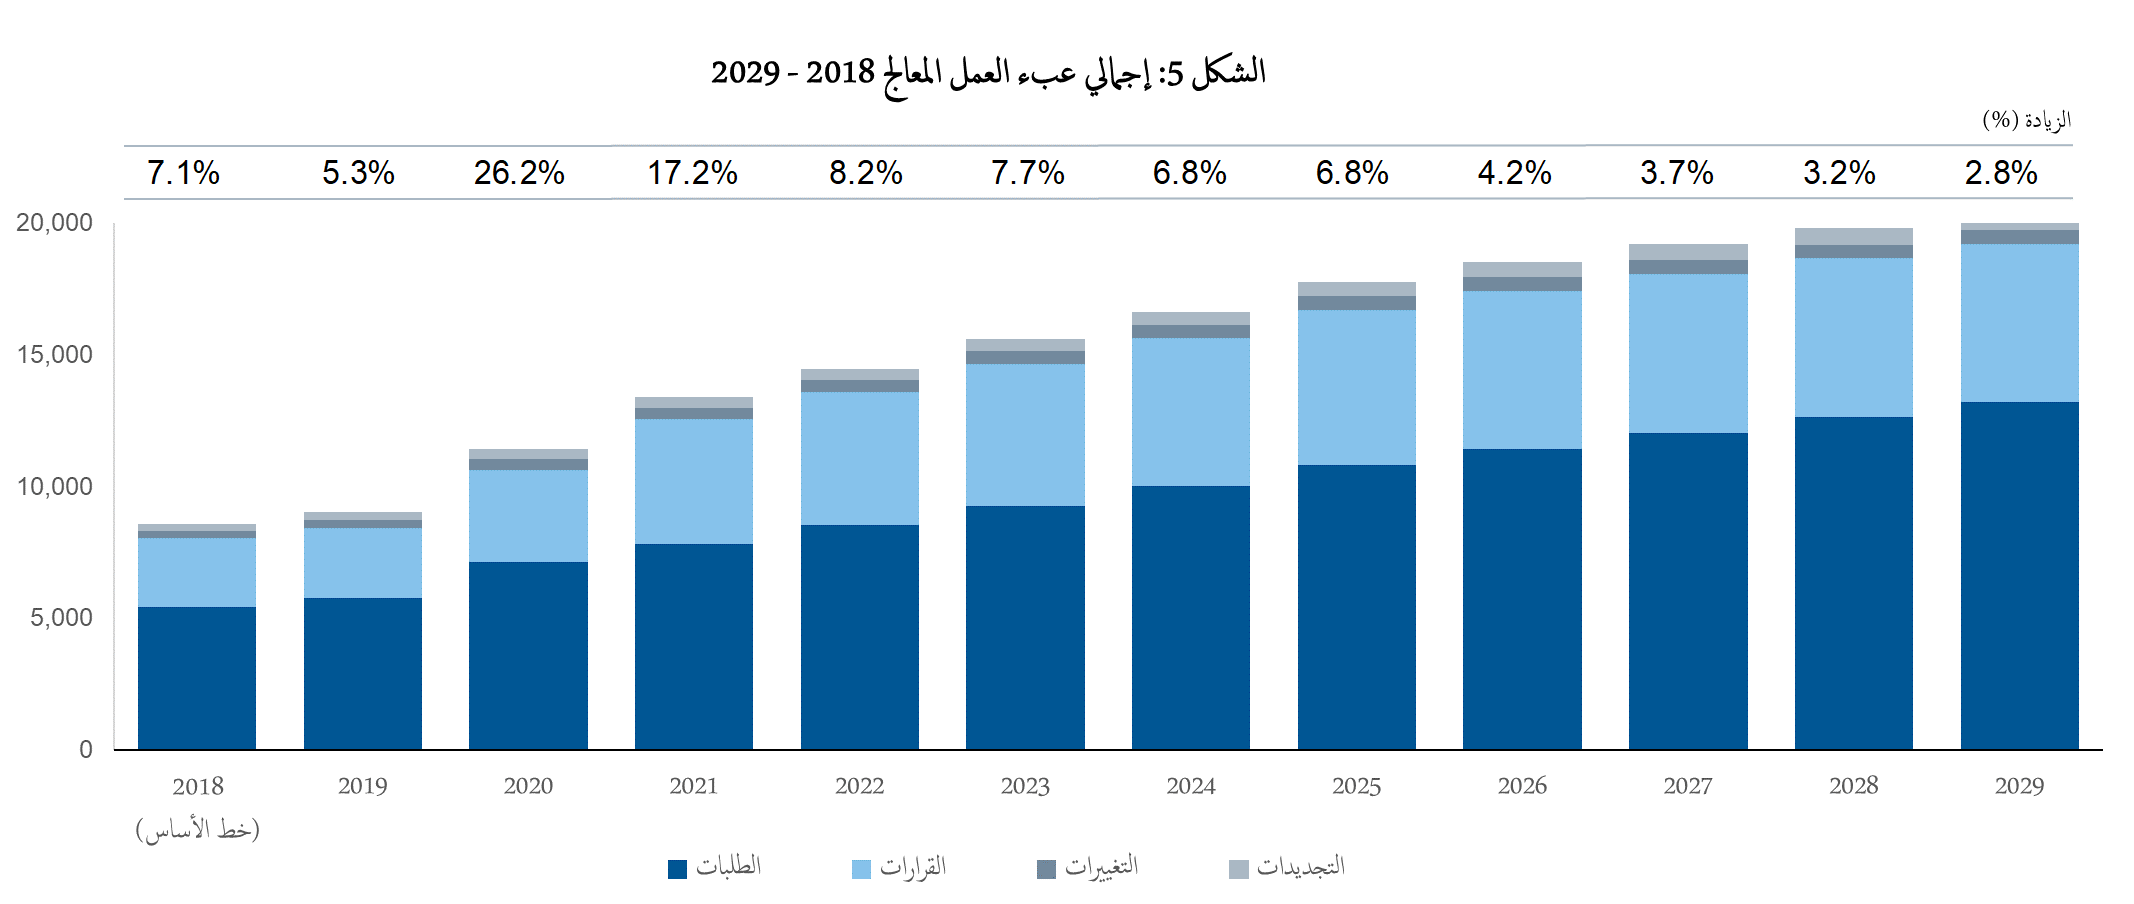 الشكل 5: إجمالي عبء العمل المعالج 2018 - 2029
الزيادة (%)
7.1% 5.3% 26.2% 17.2% 8.2% 7.7% 6.8% 6.8% 4.2% 3.7% 3.2% 2.8%
20,000
15,000
10,000
5,000
0
2018 2019 2020 2021 2022 2023 2024 2025 2026 2027 2028 2029
(خط الأساس)
الطلبات القرارات التغييرات التجديدات